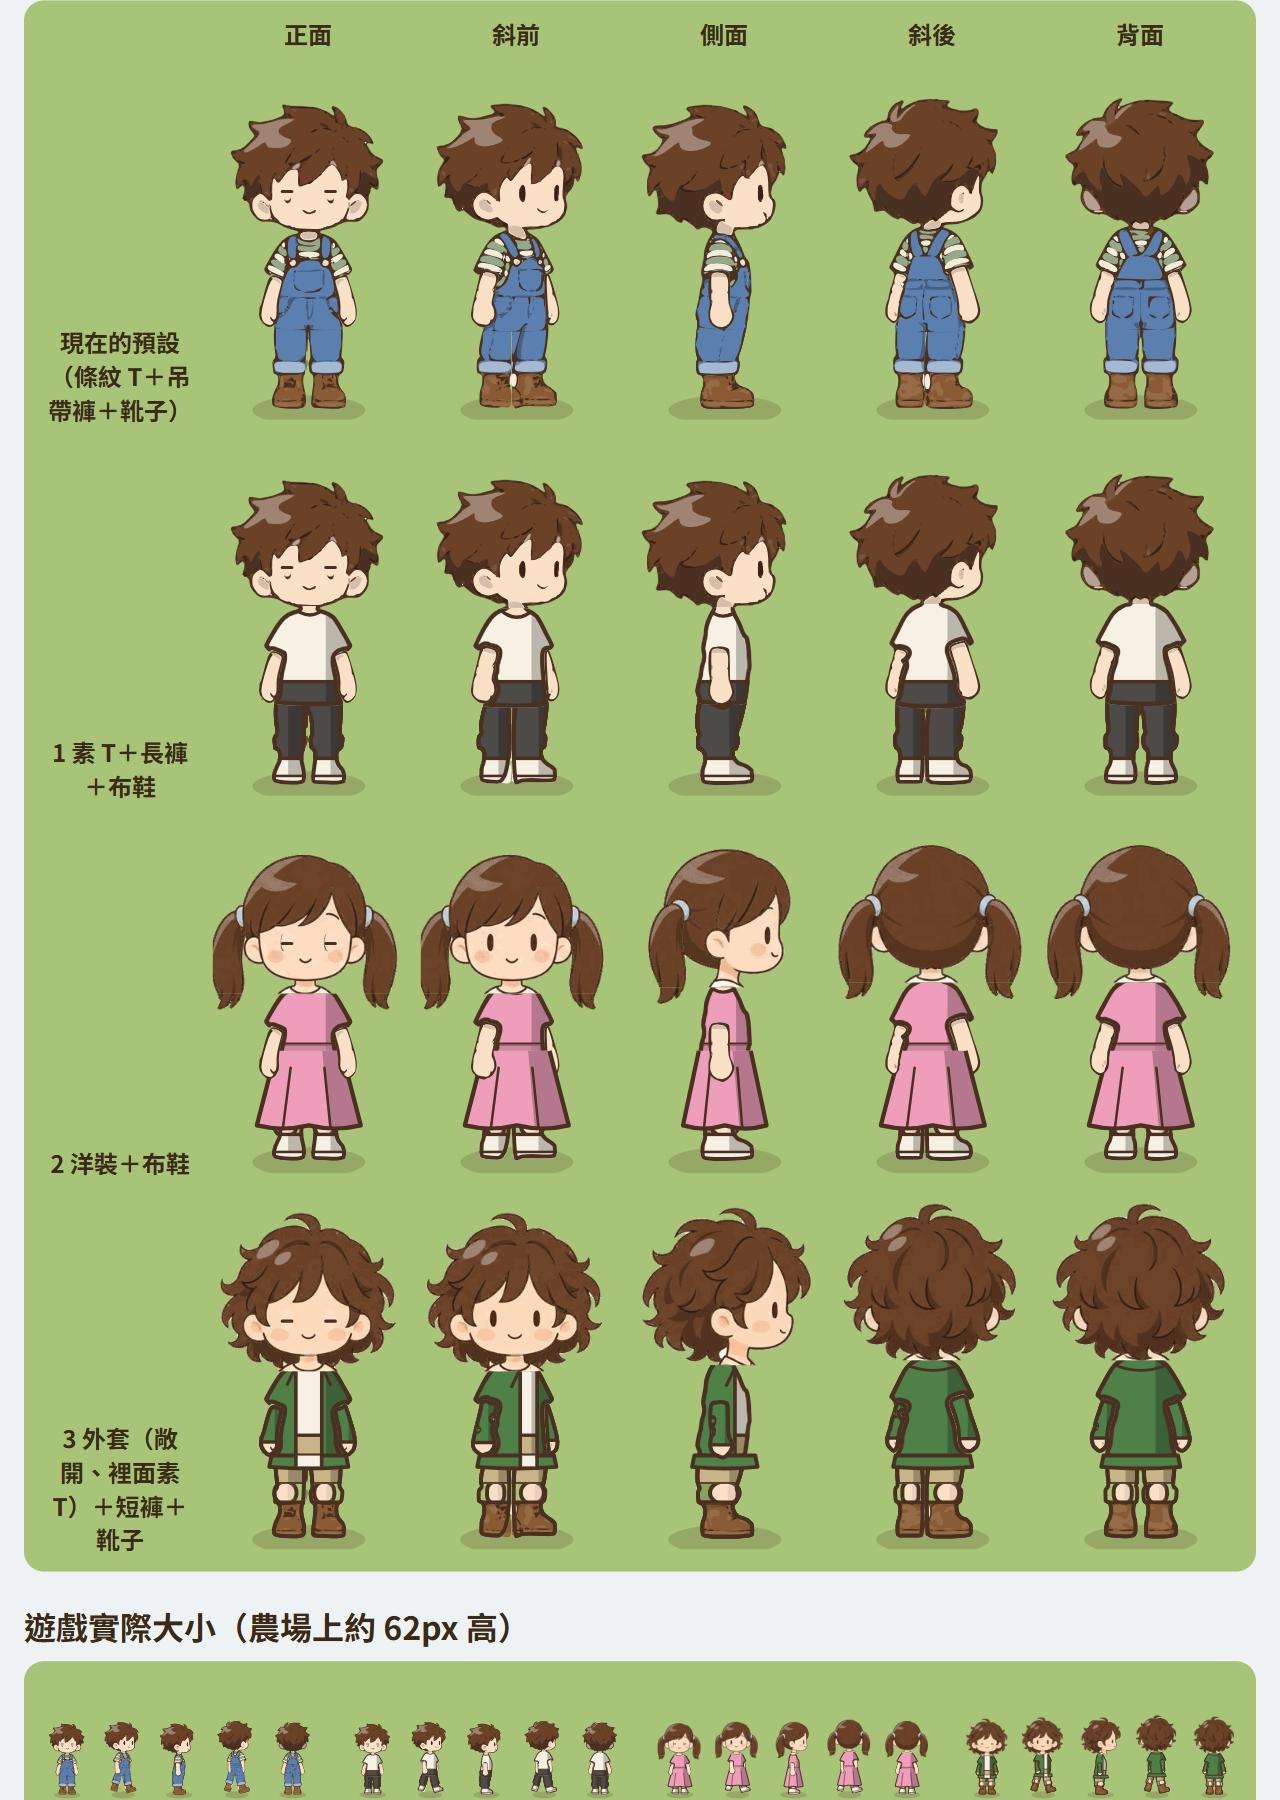 正面 斜前 側面 斜後 背面
現在的預設
（條紋 T＋吊
帶褲＋靴子）
1 素 T＋長褲
＋布鞋
2 洋裝＋布鞋
3 外套（敞
開、裡面素
T）＋短褲＋
靴子
遊戲實際大小（農場上約 62px 高）